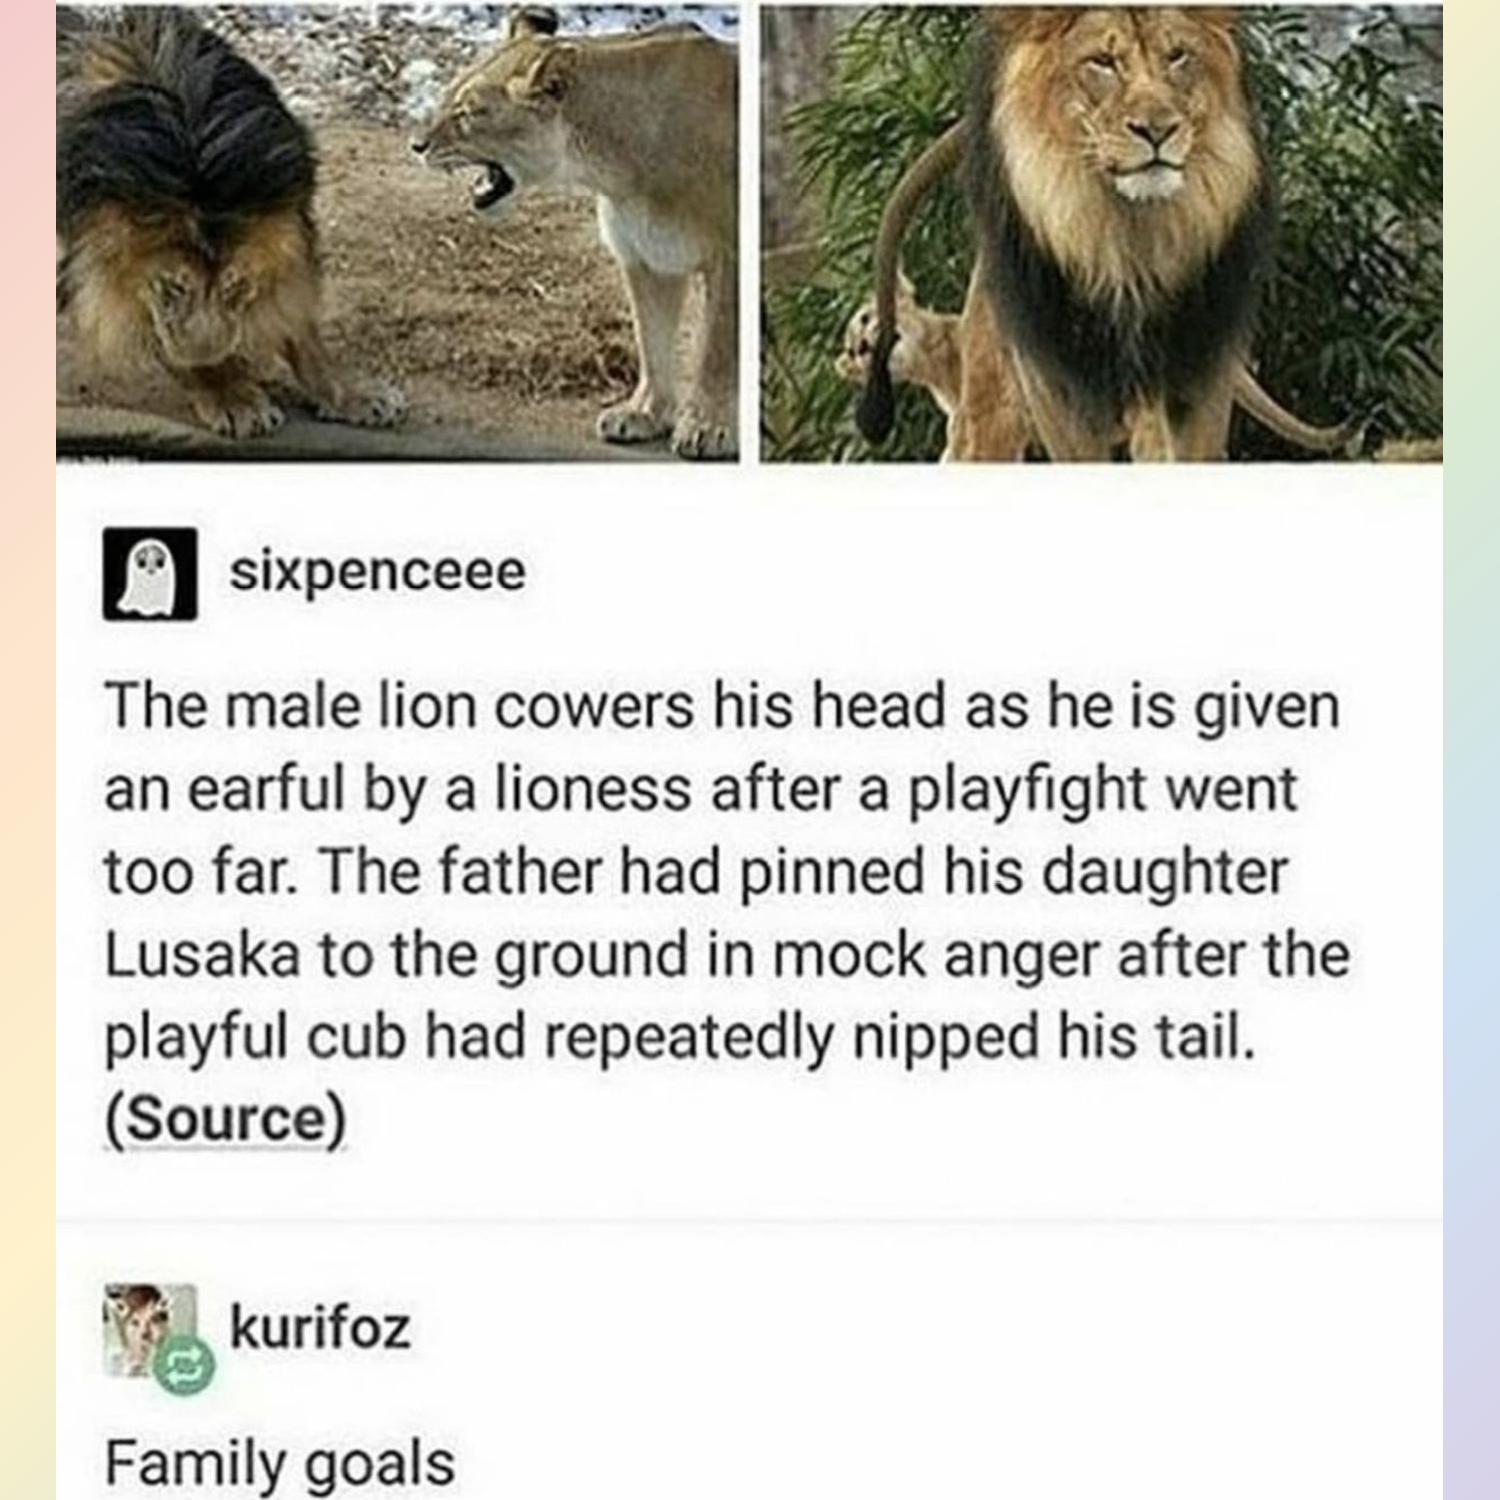 sixpenceee
The male lion cowers his head as he is given
an earful by a lioness after a playfight went
too far. The father had pinned his daughter
Lusaka to the ground in mock anger after the
playful cub had repeatedly nipped his tail.
(Source)
kurifoz
Family goals